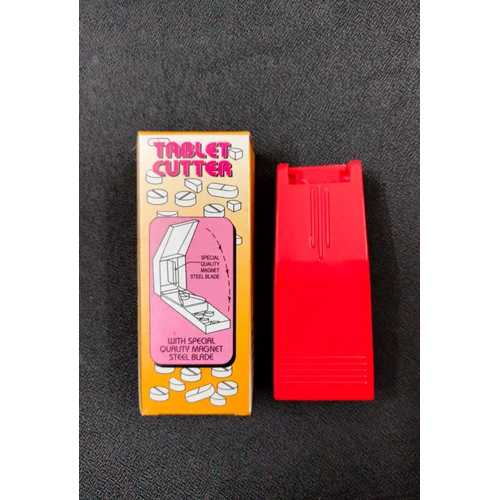 TABLET
CUTTER
SPECIAL
QUALITY
MAGNET
STEEL BLADE
WITH SPECIAL
QUALITY MAGNET
STEEL BLADE